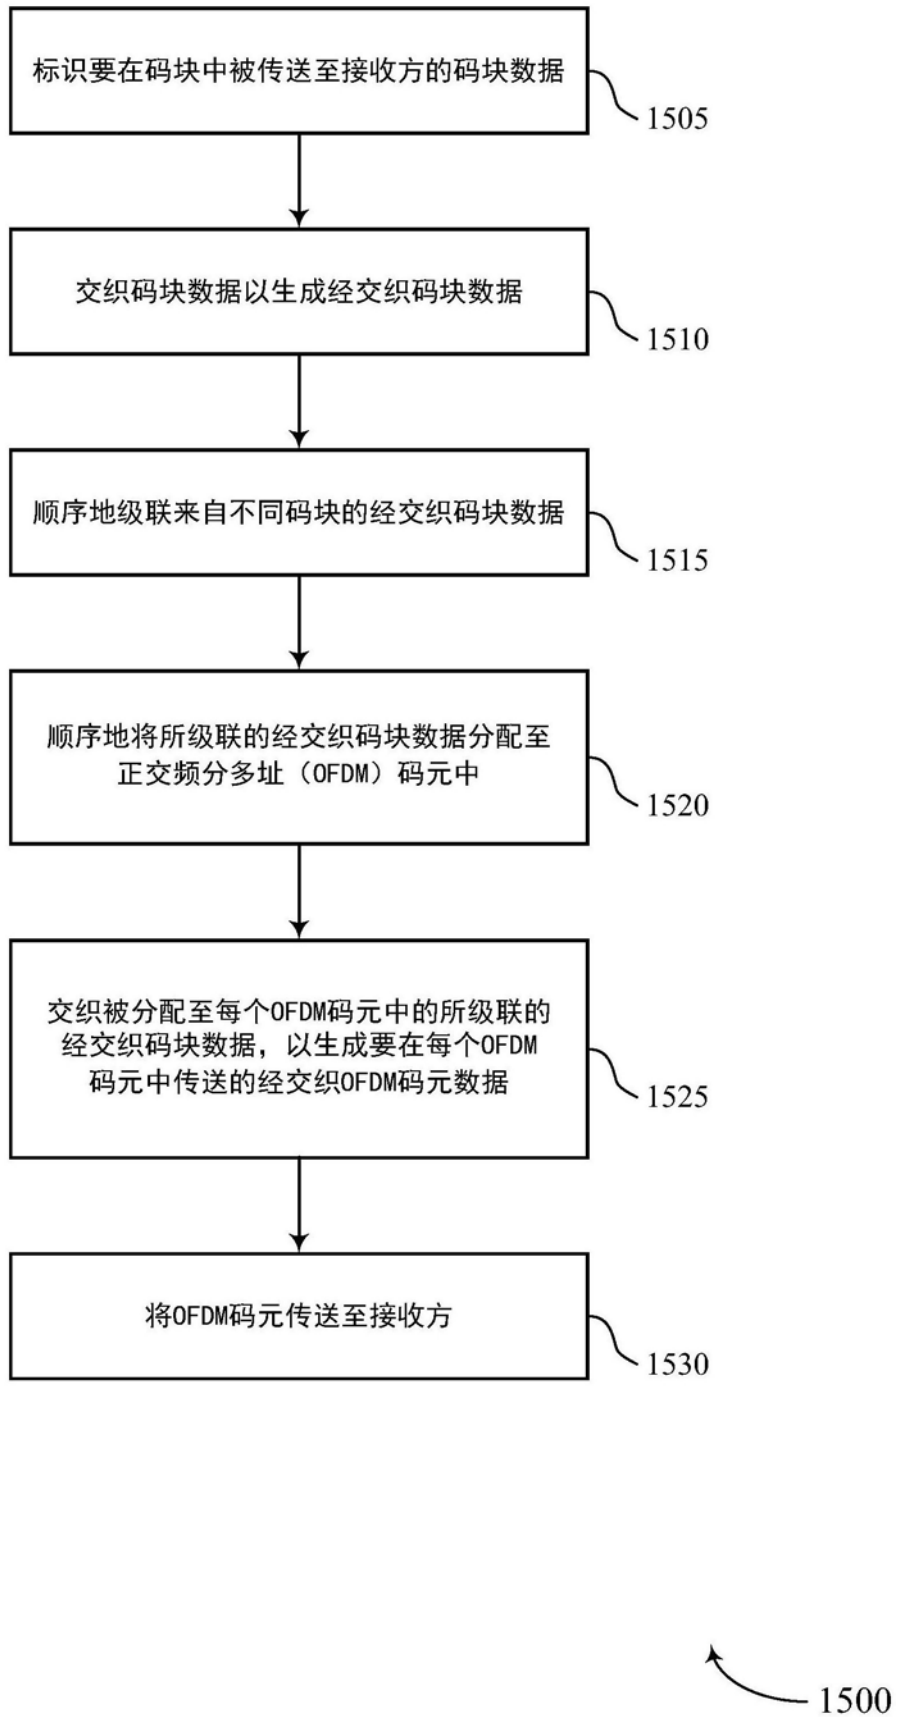 标识要在码块中被传送至接收方的码块数据
1505
交织码块数据以生成经交织码块数据
1510
顺序地级联来自不同码块的经交织码块数据
1515
顺序地将所级联的经交织码块数据分配至
正交频分多址（OFDM）码元中
1520
交织被分配至每个OFDM码元中的所级联的
经交织码块数据，以生成要在每个OFDM
码元中传送的经交织OFDM码元数据
1525
将OFDM码元传送至接收方
1530
1500